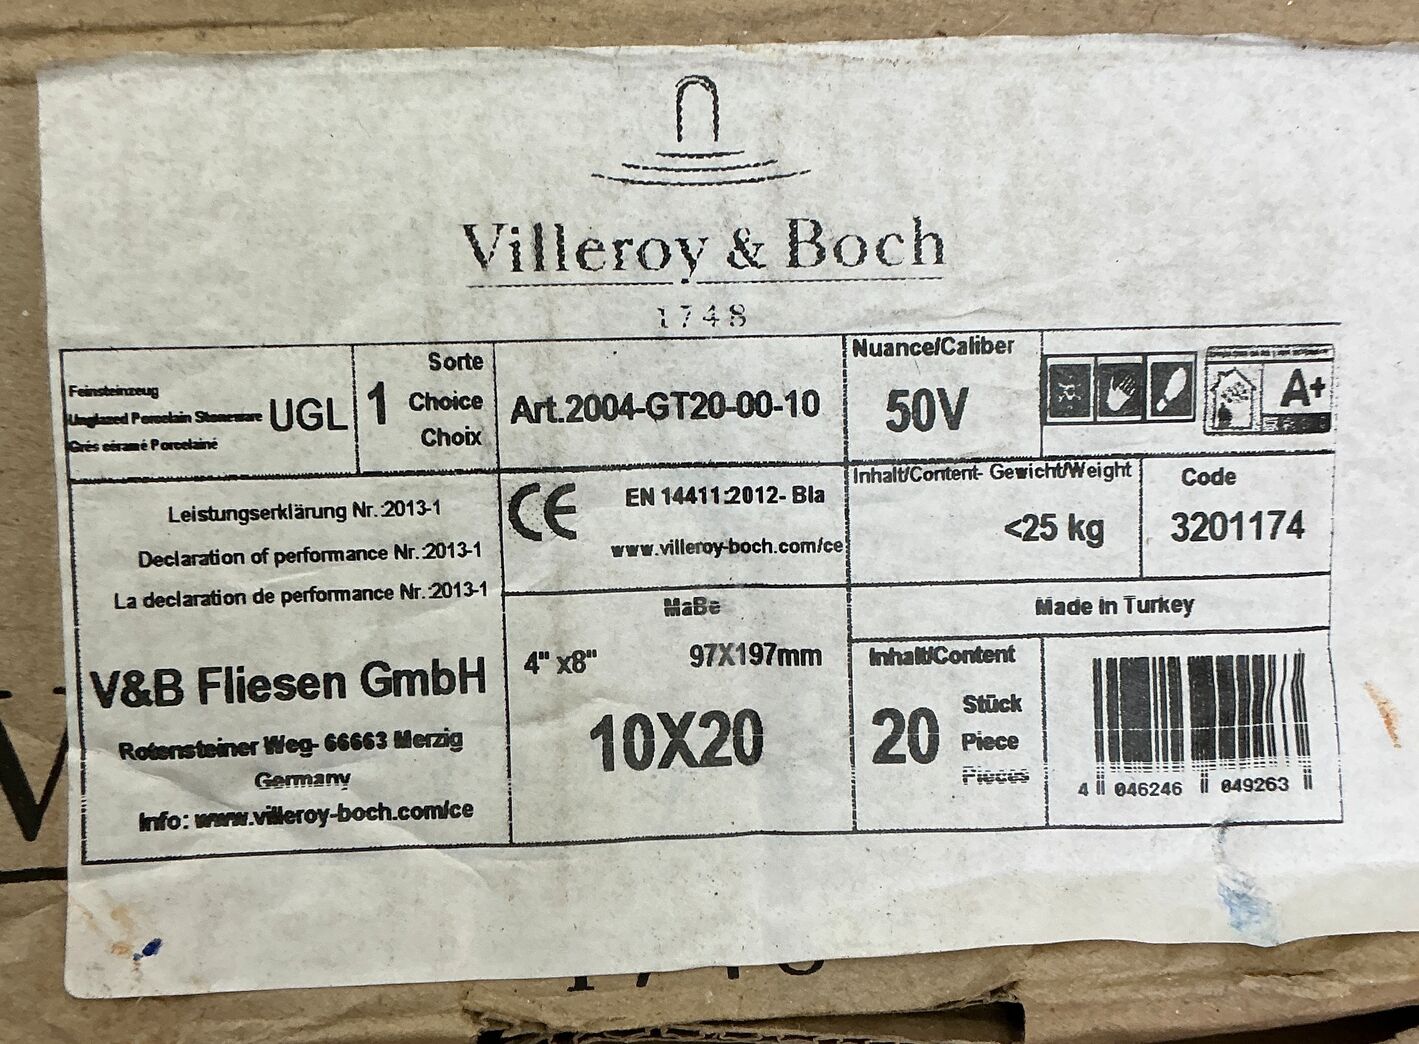 Villeroy & Boch
1748
Feinsteinzeug
Unglazed Porcelain Stoneware
Grés cérame Porcelainé
UGL
1
Sorte
Choice
Choix
Art.2004-GT20-00-10
Nuance/Caliber
50V
A+
Leistungserklärung Nr.:2013-1
Declaration of performance Nr.:2013-1
La declaration de performance Nr.:2013-1
CE
EN 14411:2012- Bla
www.villeroy-boch.com/ce
Inhalt/Content- Gewicht/Weight
<25 kg
Code
3201174
Made in Turkey
V&B Fliesen GmbH
Rotensteiner Weg- 66663 Merzig
Germany
Info: www.villeroy-boch.com/ce
MaBe
4" x8"
97X197mm
10X20
Inhalt/Content
20
Stück
Piece
Pieces
4 046246 049263